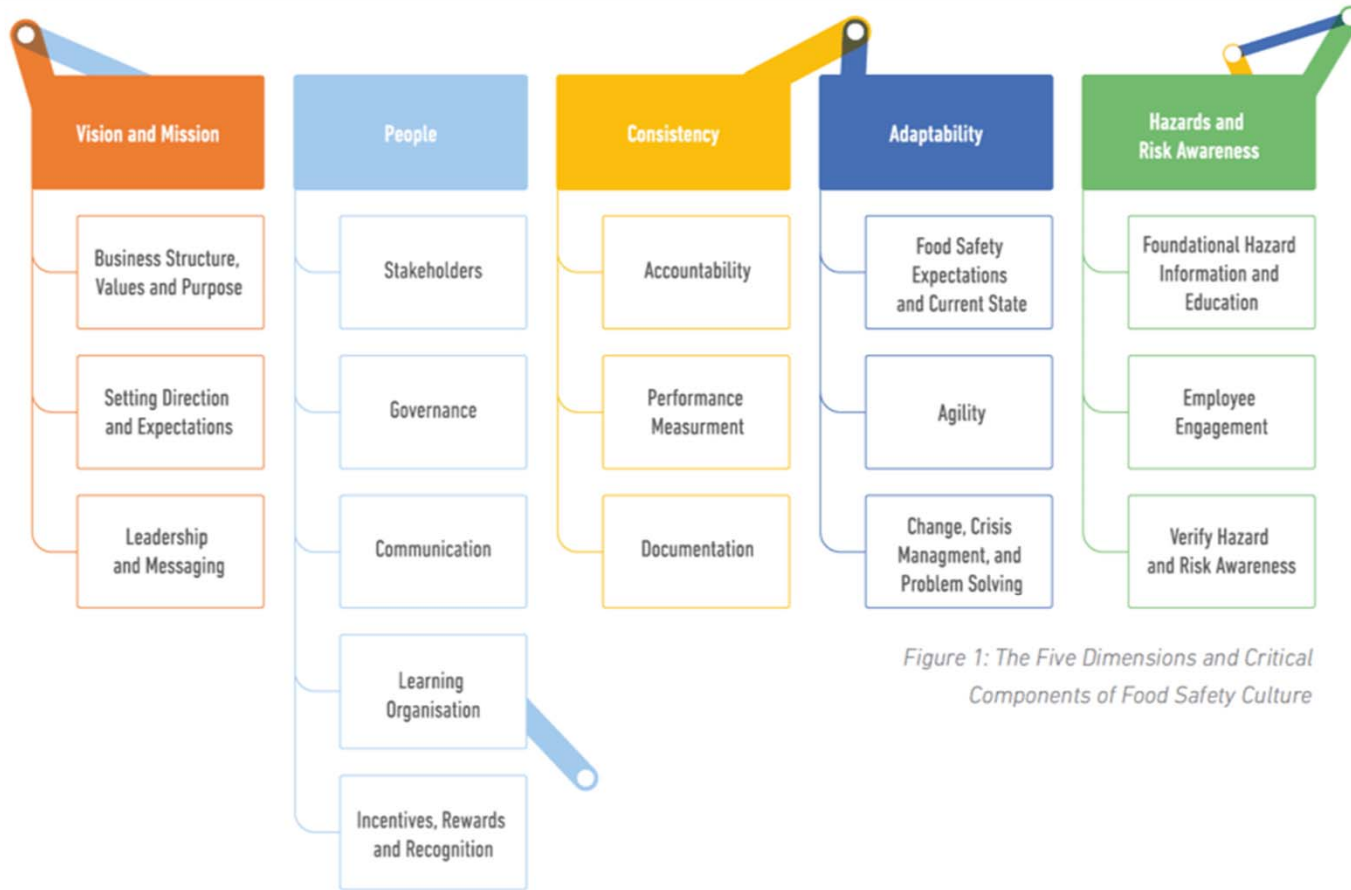 Vision and Mission
Business Structure,
Values and Purpose
Setting Direction
and Expectations
Leadership
and Messaging
People
Stakeholders
Governance
Communication
Learning
Organisation
Incentives, Rewards
and Recognition
Consistency
Accountability
Performance
Measurment
Documentation
Adaptability
Food Safety
Expectations
and Current State
Agility
Change, Crisis
Managment, and
Problem Solving
Hazards and
Risk Awareness
Foundational Hazard
Information and
Education
Employee
Engagement
Verify Hazard
and Risk Awareness
Figure 1: The Five Dimensions and Critical
Components of Food Safety Culture